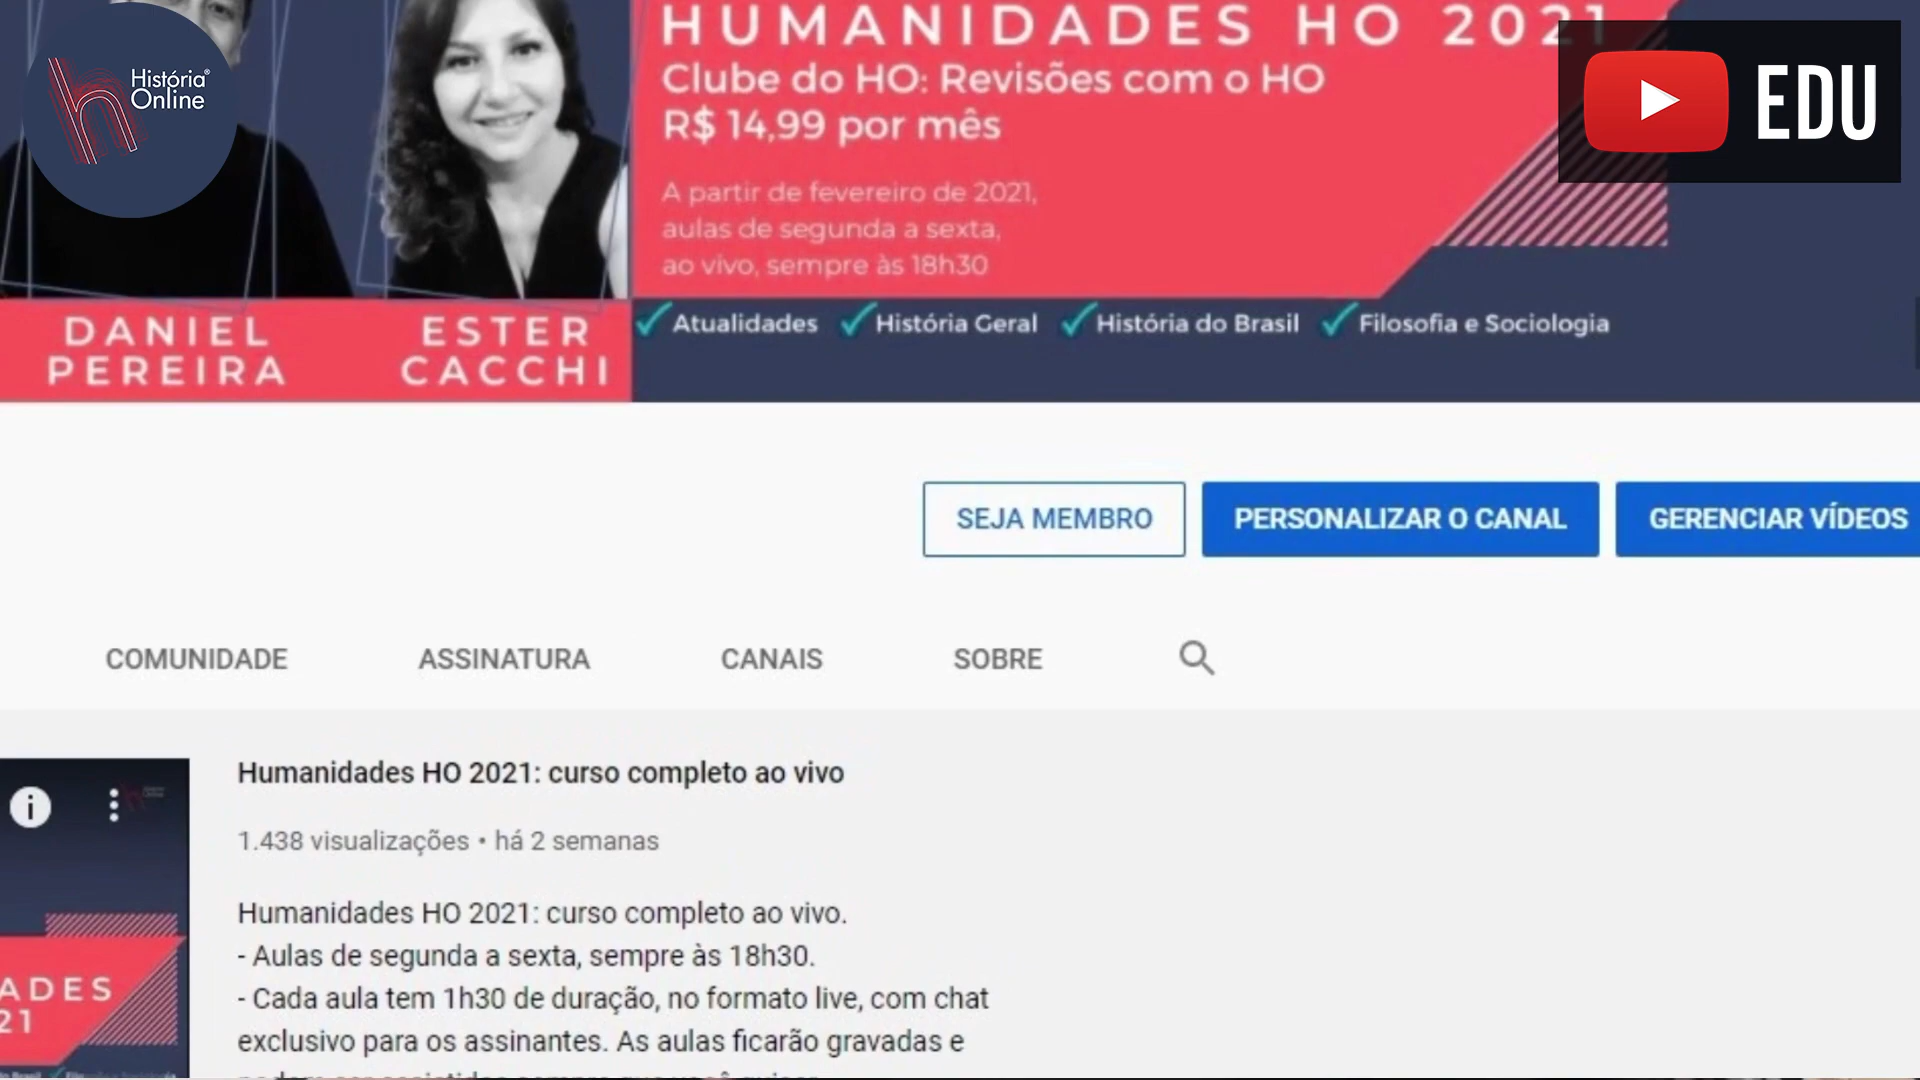 HUMANIDADES HO 2021
História
Online
EDU
Clube do HO: Revisões com o HO
R$ 14,99 por mês
A partir de fevereiro de 2021,
aulas de segunda a sexta,
ao vivo, sempre às 18h30
DANIEL
PEREIRA
ESTER
CACCHI
Atualidades
História Geral
História do Brasil
Filosofia e Sociologia
SEJA MEMBRO
PERSONALIZAR O CANAL
GERENCIAR VÍDEOS
COMUNIDADE
ASSINATURA
CANAIS
SOBRE
Humanidades HO 2021: curso completo ao vivo
1.438 visualizações • há 2 semanas
Humanidades HO 2021: curso completo ao vivo.
- Aulas de segunda a sexta, sempre às 18h30.
- Cada aula tem 1h30 de duração, no formato live, com chat
exclusivo para os assinantes. As aulas ficarão gravadas e
ADES
21